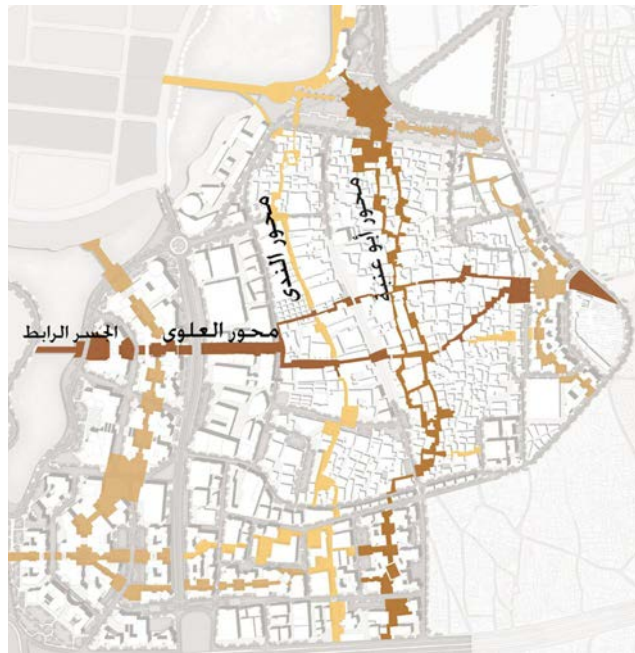 محور أبو عنبة
محور الندى
محور العلوي
الجسر الرابط